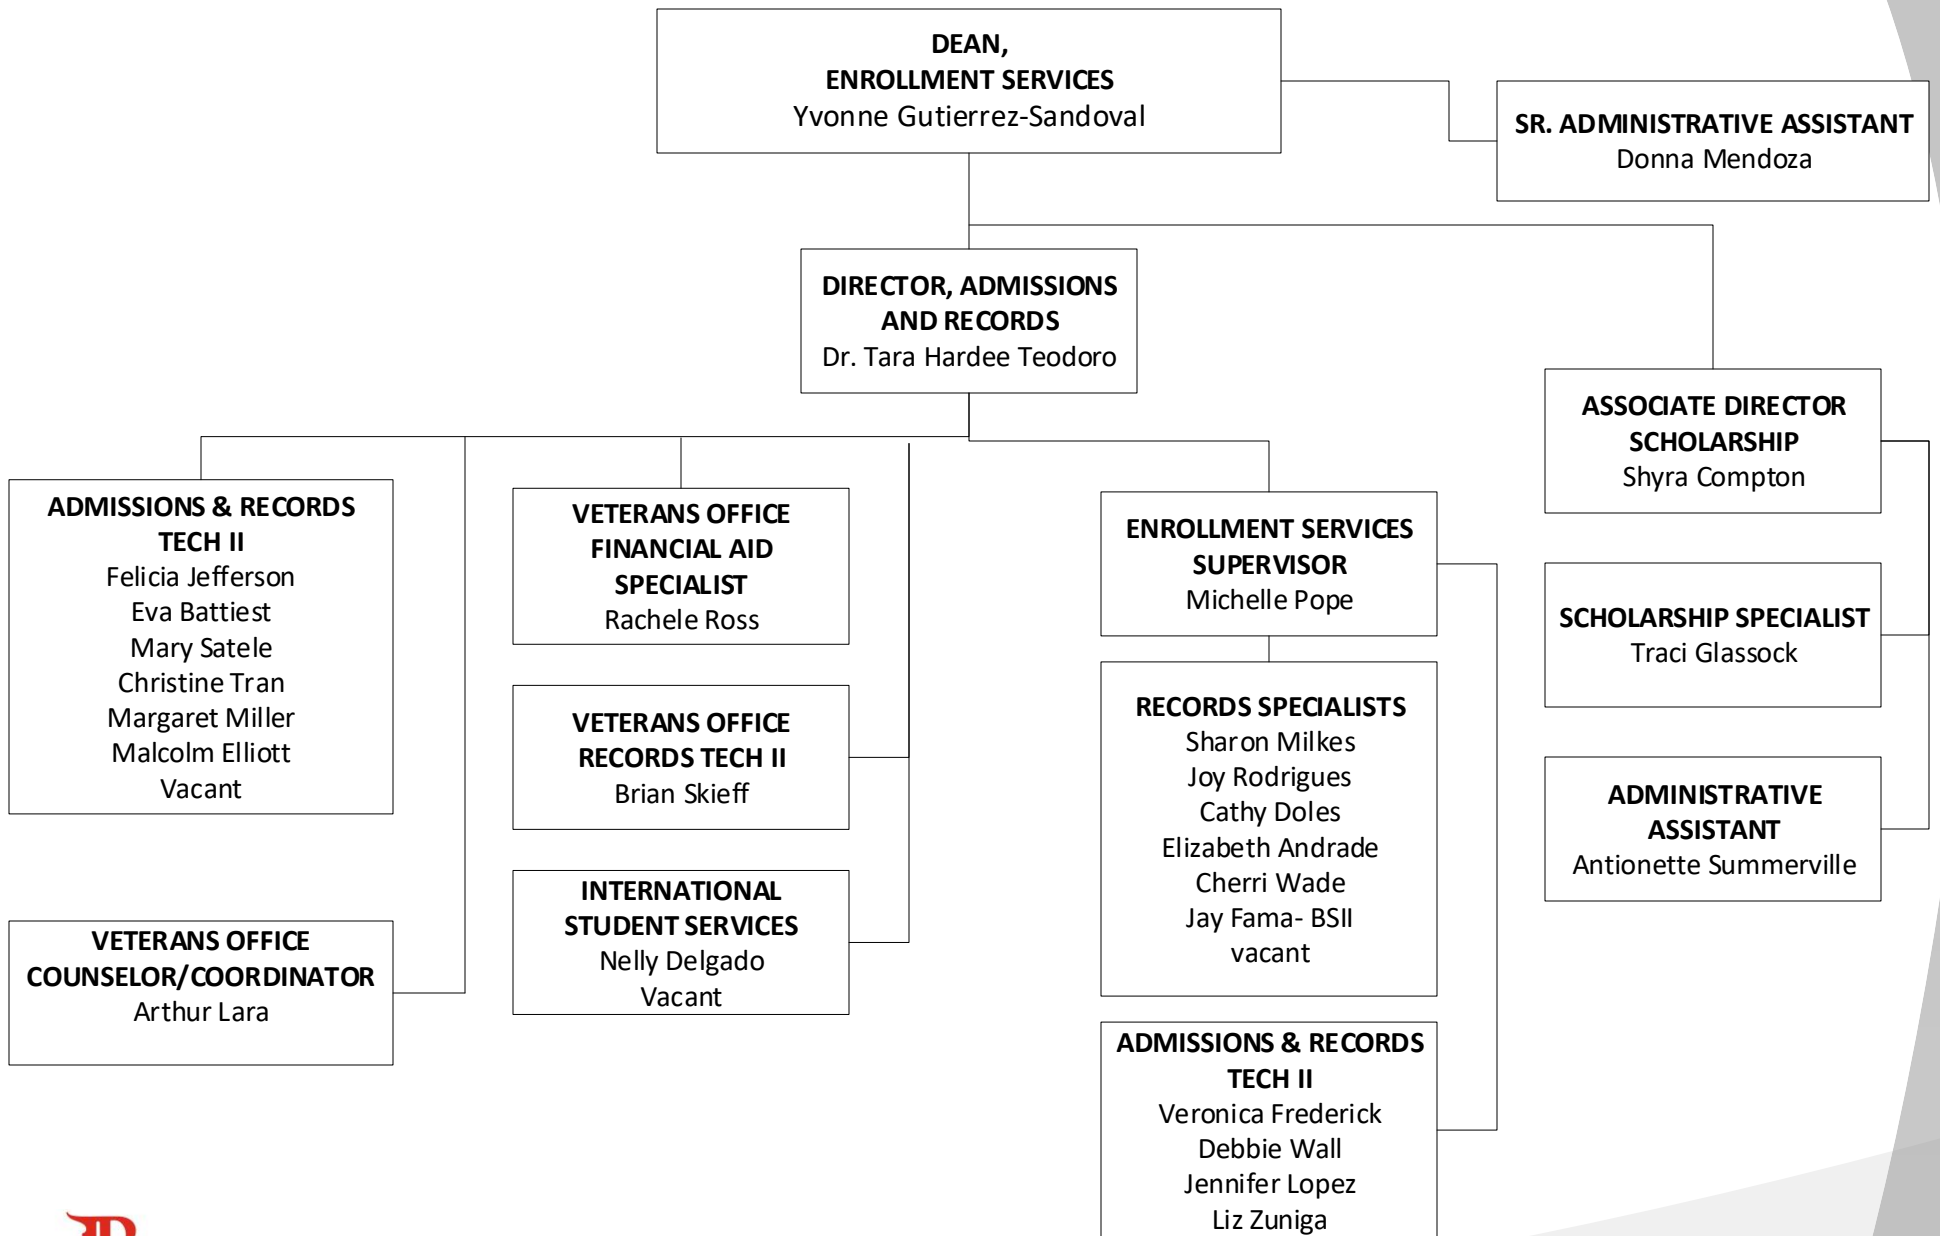 DEAN,
ENROLLMENT SERVICES
Yvonne Gutierrez-Sandoval
SR. ADMINISTRATIVE ASSISTANT
Donna Mendoza
DIRECTOR, ADMISSIONS
AND RECORDS
Dr. Tara Hardee Teodoro
ASSOCIATE DIRECTOR
SCHOLARSHIP
Shyra Compton
ADMISSIONS & RECORDS
TECH II
Felicia Jefferson
Eva Battiest
Mary Satele
Christine Tran
Margaret Miller
Malcolm Elliott
Vacant
VETERANS OFFICE
COUNSELOR/COORDINATOR
Arthur Lara
VETERANS OFFICE
FINANCIAL AID
SPECIALIST
Rachele Ross
VETERANS OFFICE
RECORDS TECH II
Brian Skieff
INTERNATIONAL
STUDENT SERVICES
Nelly Delgado
Vacant
ENROLLMENT SERVICES
SUPERVISOR
Michelle Pope
RECORDS SPECIALISTS
Sharon Milkes
Joy Rodrigues
Cathy Doles
Elizabeth Andrade
Cherri Wade
Jay Fama- BSII
vacant
ADMISSIONS & RECORDS
TECH II
Veronica Frederick
Debbie Wall
Jennifer Lopez
Liz Zuniga
SCHOLARSHIP SPECIALIST
Traci Glassock
ADMINISTRATIVE
ASSISTANT
Antionette Summerville